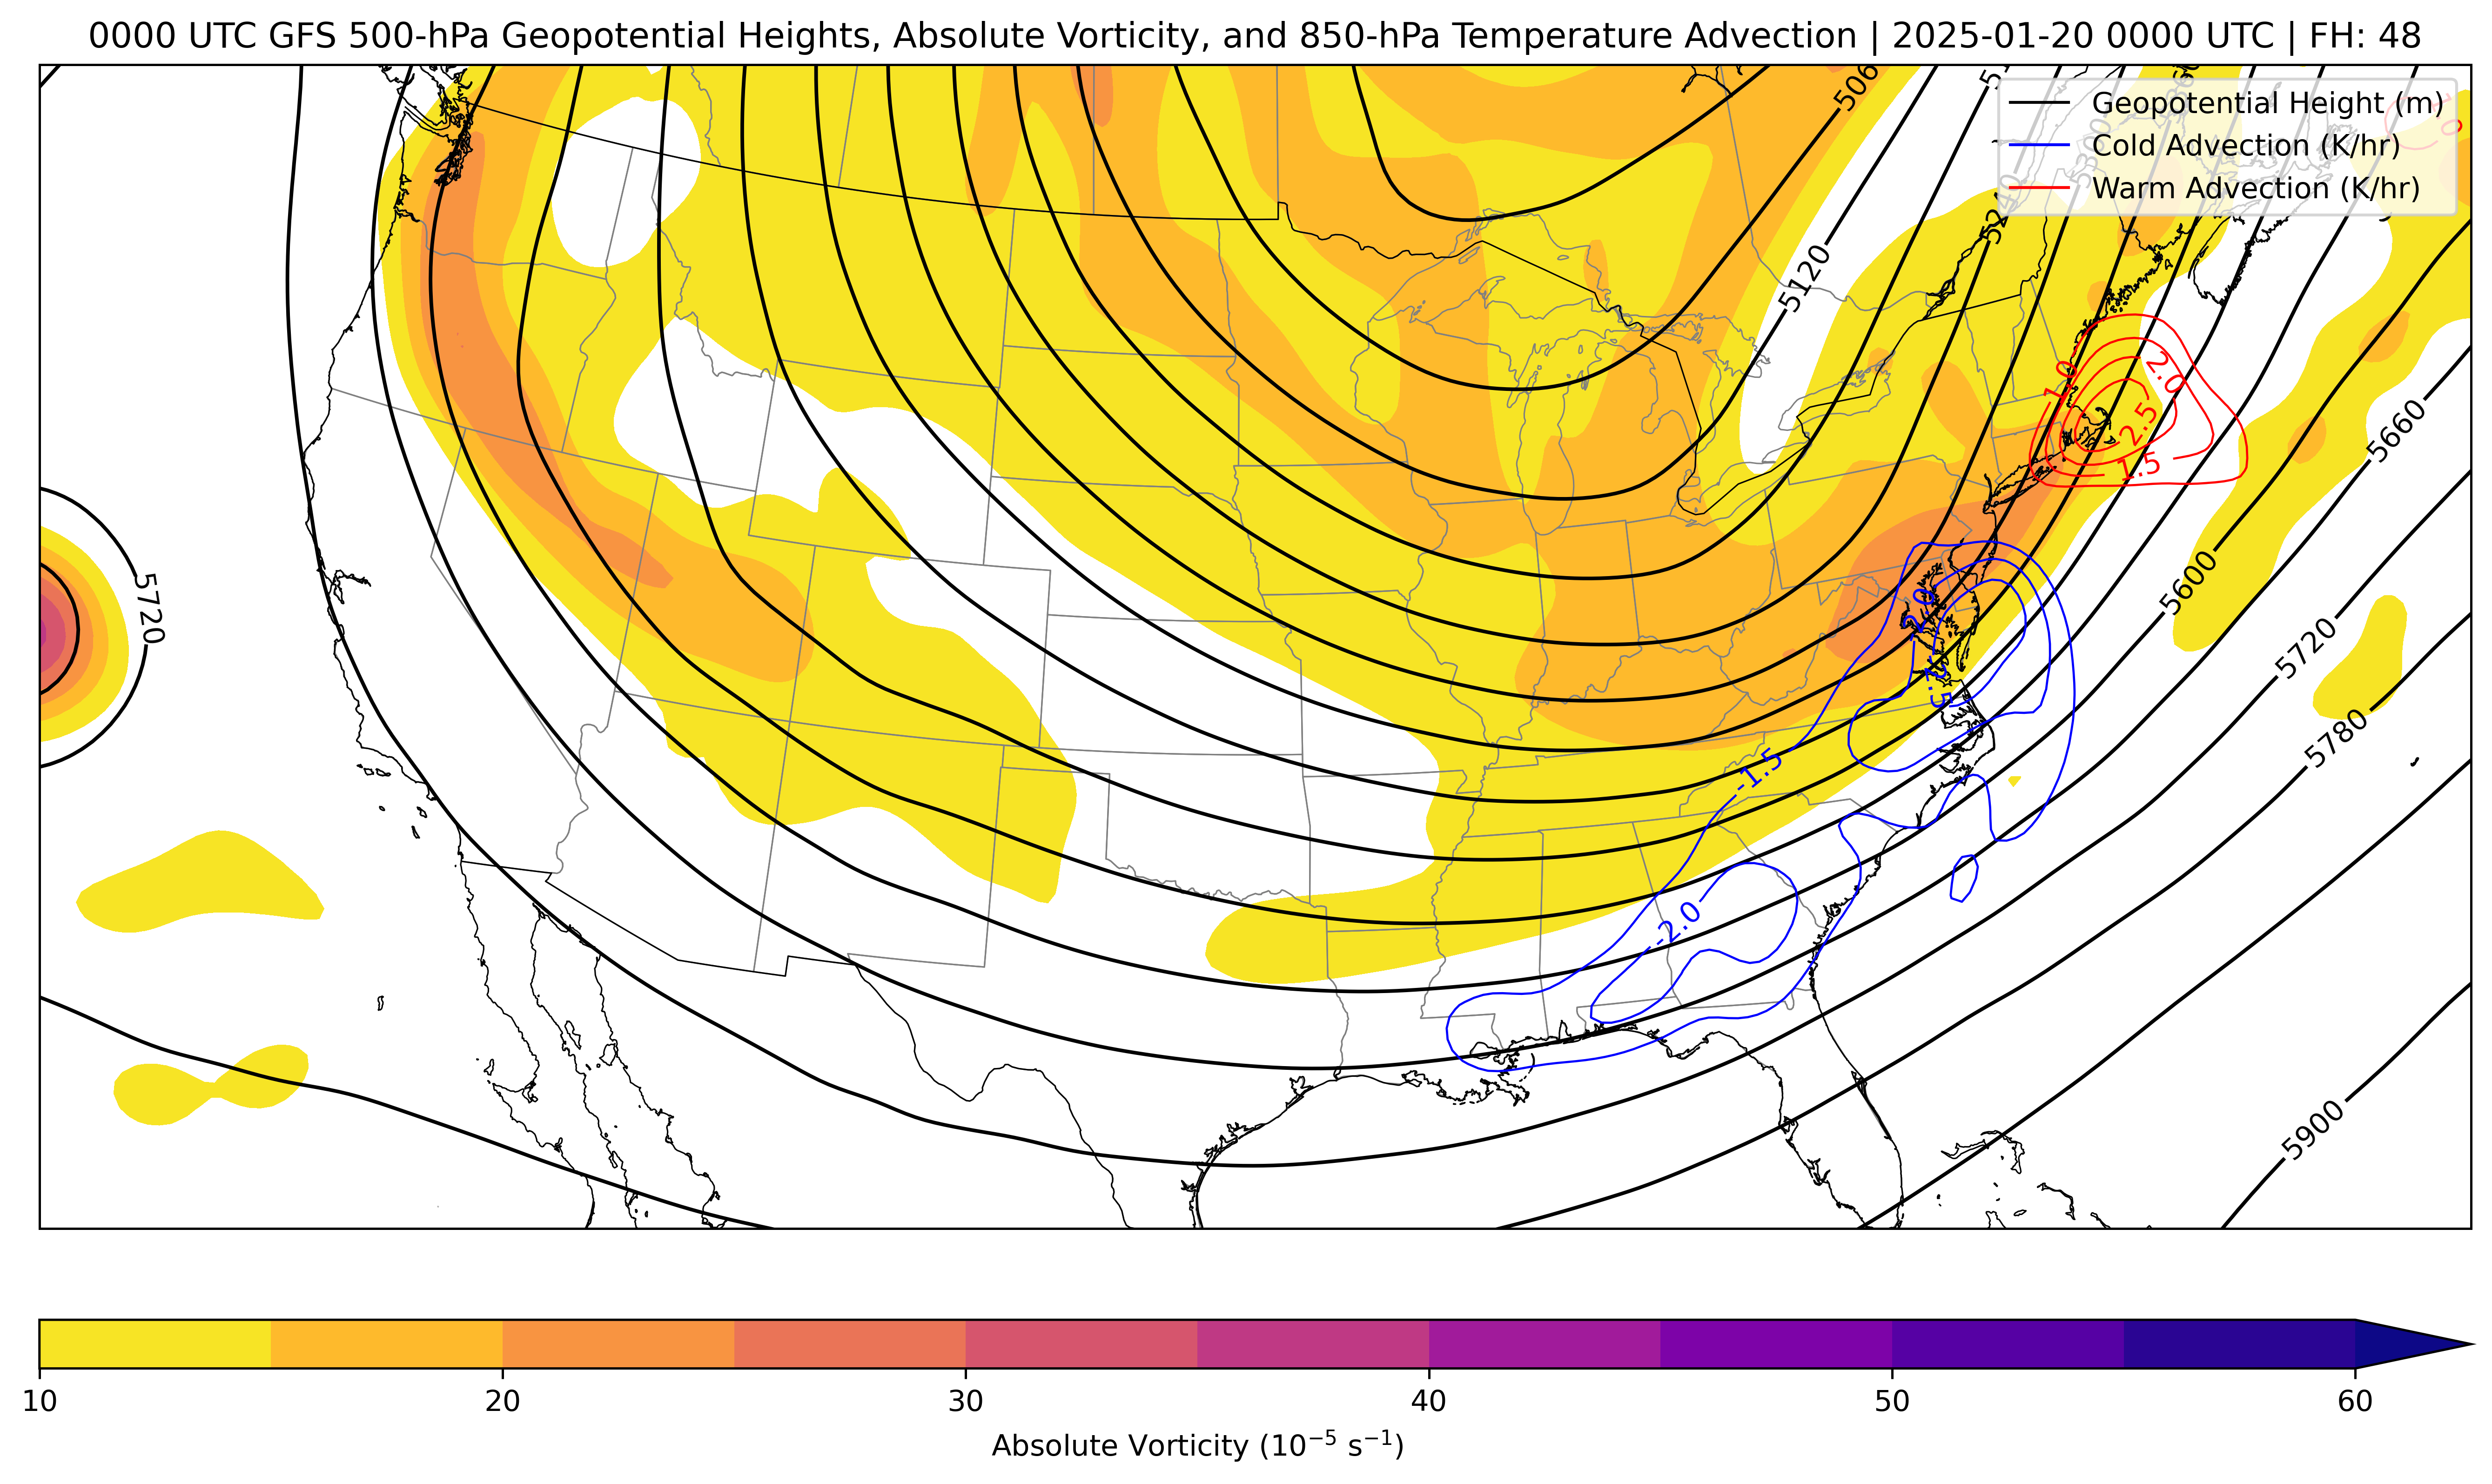 0000 UTC GFS 500-hPa Geopotential Heights, Absolute Vorticity, and 850-hPa Temperature Advection | 2025-01-20 0000 UTC | FH: 48
Geopotential Height (m)
Cold Advection (K/hr)
Warm Advection (K/hr)
5240
5120
1.0
2.0
2.5
1.5
5660
5720
5600
-1.5
5720
5780
-2.0
5900
10 20 30 40 50 60
Absolute Vorticity (10⁻⁵ s⁻¹)